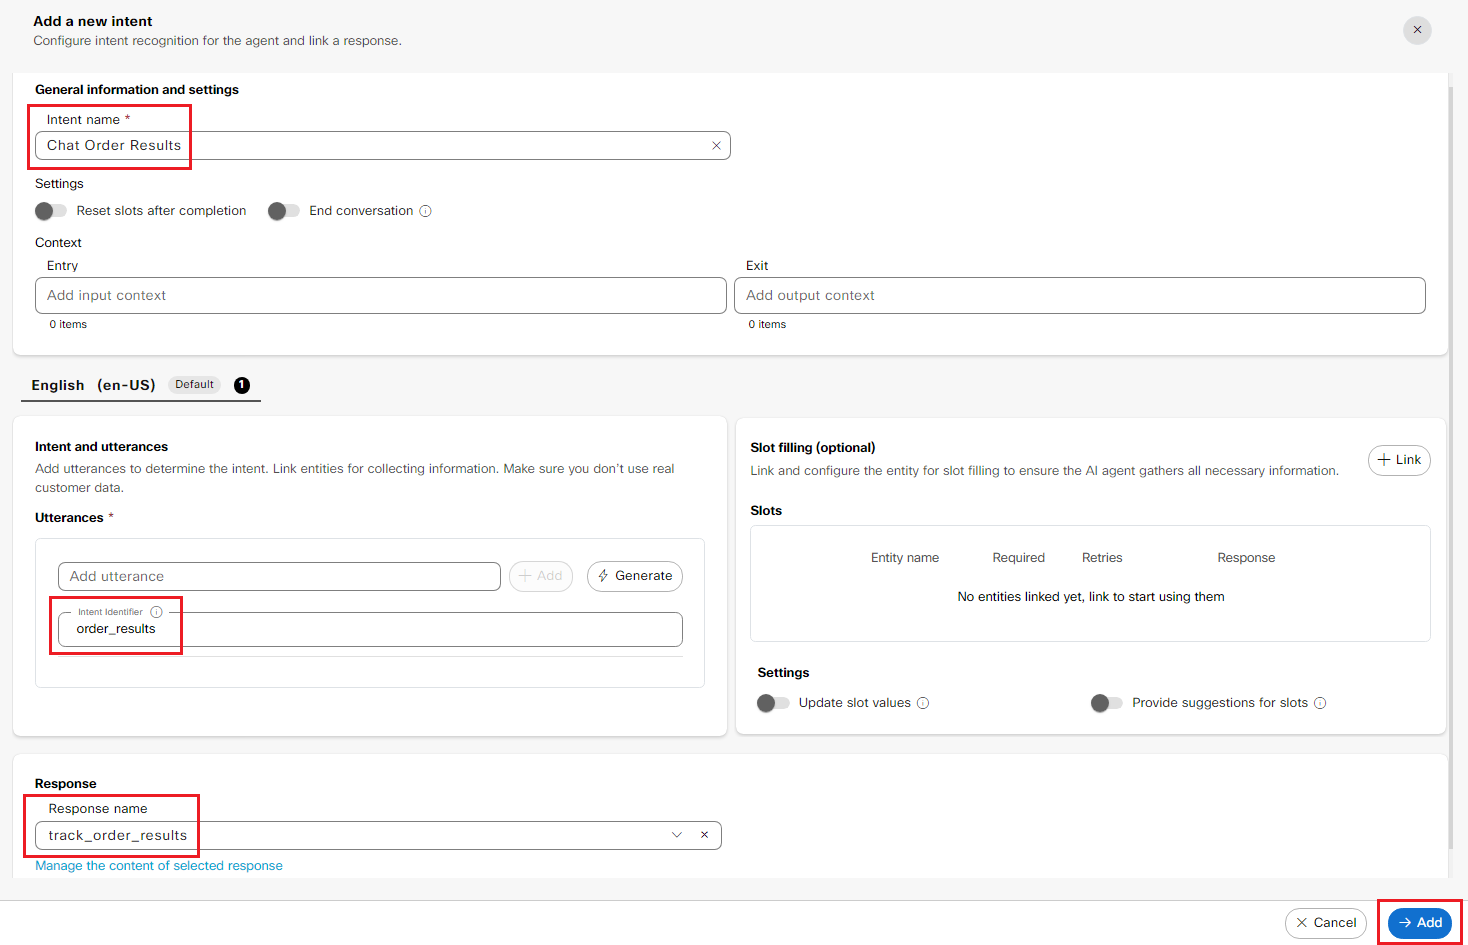 Add a new intent
Configure intent recognition for the agent and link a response.
General information and settings
Intent name *
Chat Order Results
Settings
Reset slots after completion
End conversation
Context
Entry
Exit
Add input context
Add output context
0 items
0 items
English (en-US) Default 1
Intent and utterances
Add utterances to determine the intent. Link entities for collecting information. Make sure you don't use real
customer data.
Utterances *
Add utterance
Add
Generate
Intent Identifier
order_results
Slot filling (optional)
Link and configure the entity for slot filling to ensure the AI agent gathers all necessary information.
Link
Slots
Entity name Required Retries Response
No entities linked yet, link to start using them
Settings
Update slot values
Provide suggestions for slots
Response
Response name
track_order_results
Manage the content of selected response
Cancel
Add